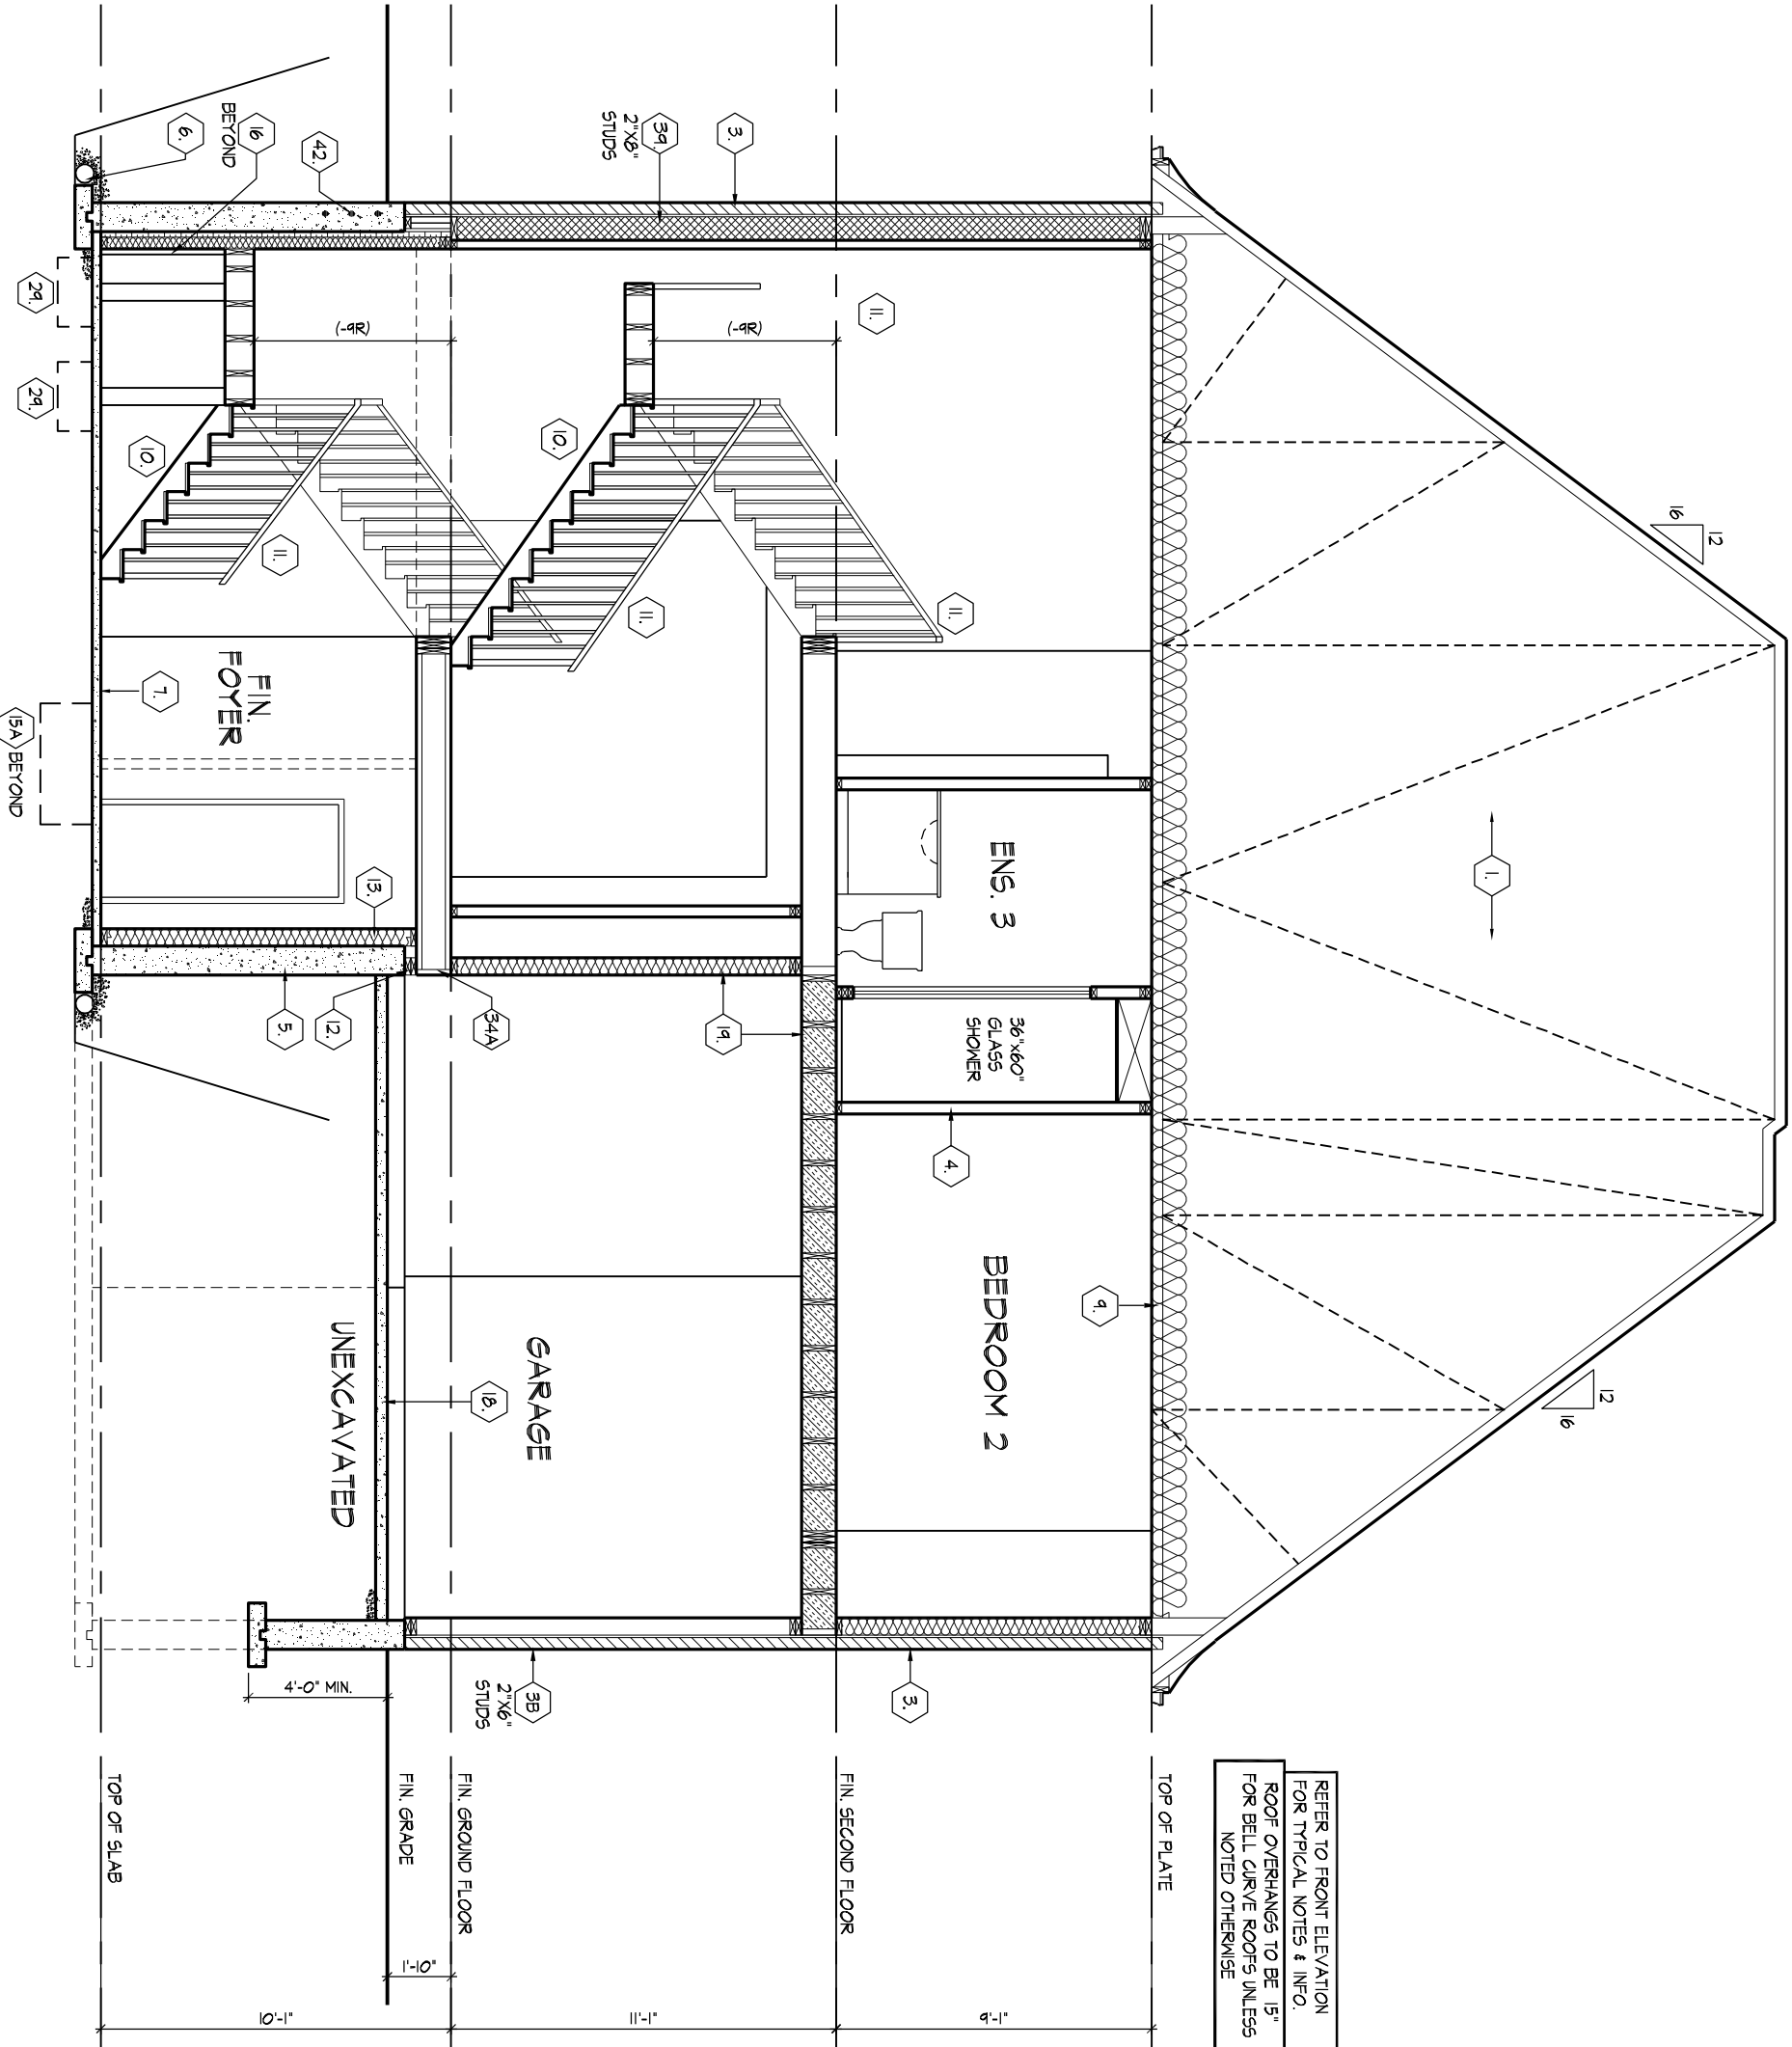 REFER TO FRONT ELEVATION
FOR TYPICAL NOTES & INFO.
ROOF OVERHANGS TO BE 15"
FOR BELL CURVE ROOFS UNLESS
NOTED OTHERWISE
12
16
12
16
1.
TOP OF PLATE
9'-1"
9.
11.
11.
ENS. 3
36"x60"
GLASS
SHOWER
4.
BEDROOM 2
3.
FIN. SECOND FLOOR
11'-1"
3.
39.
2"X8"
STUDS
(-9R)
10.
11.
19.
GARAGE
3B
2"X6"
STUDS
FIN. GROUND FLOOR
1'-10"
FIN. GRADE
10'-1"
(-9R)
34A
18.
42.
16
BEYOND
6.
11.
10.
13.
12.
5.
FIN.
FOYER
7.
UNEXCAVATED
4'-0" MIN.
TOP OF SLAB
29.
29.
15A BEYOND